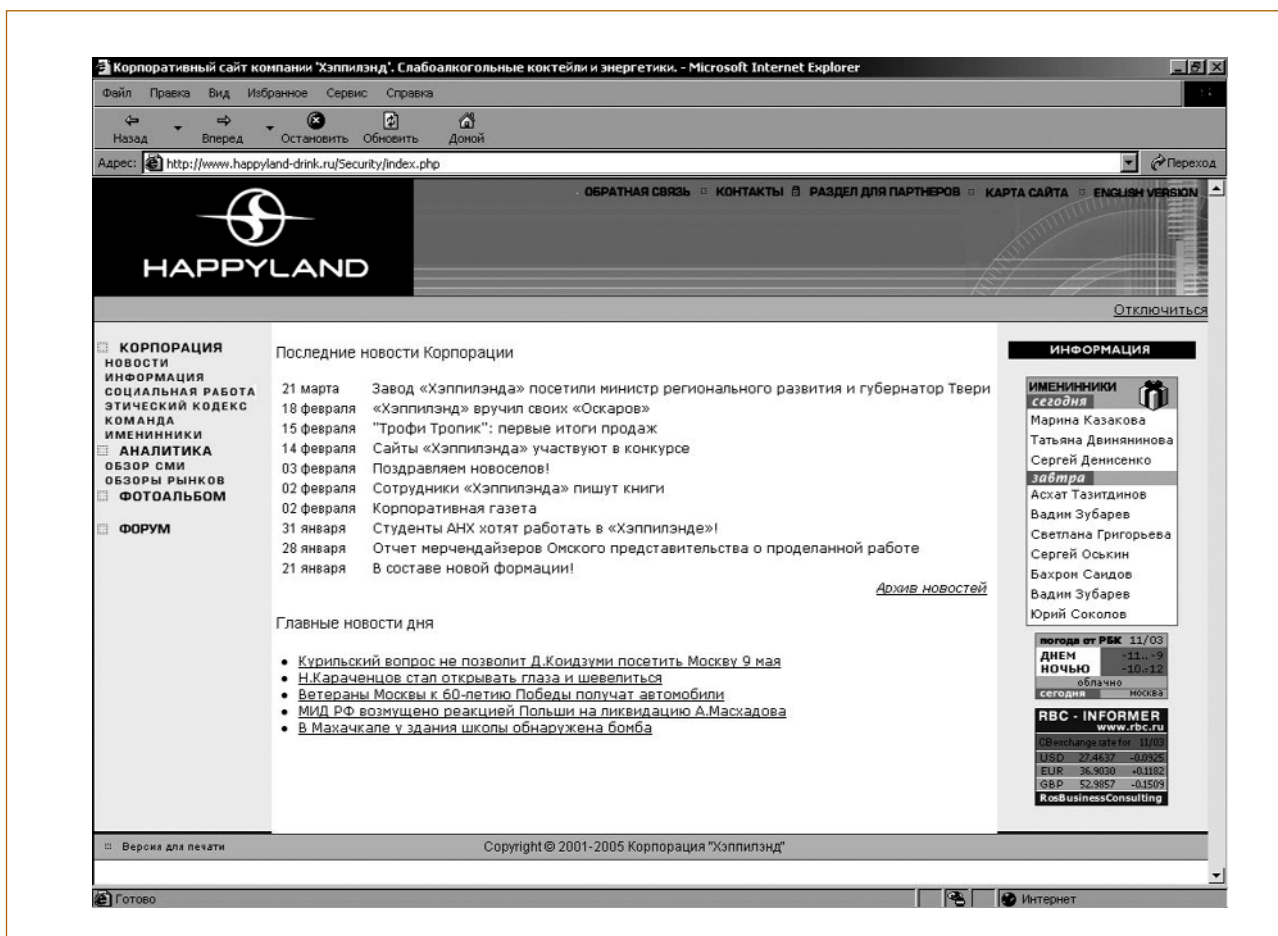 Корпоративный сайт компании 'Хэппилэнд'. Слабоалкогольные коктейли и энергетики. - Microsoft Internet Explorer
Файл Правка Вид Избранное Сервис Справка
Назад Вперед Остановить Обновить Домой
Адрес: http://www.happyland-drink.ru/Security/index.php Переход
ОБРАТНАЯ СВЯЗЬ КОНТАКТЫ РАЗДЕЛ ДЛЯ ПАРТНЕРОВ КАРТА САЙТА ENGLISH VERSION
HAPPYLAND
Отключиться
КОРПОРАЦИЯ
НОВОСТИ
ИНФОРМАЦИЯ
СОЦИАЛЬНАЯ РАБОТА
ЭТИЧЕСКИЙ КОДЕКС
КОМАНДА
ИМЕНИННИКИ
АНАЛИТИКА
ОБЗОР СМИ
ОБЗОРЫ РЫНКОВ
ФОТОАЛЬБОМ
ФОРУМ
Последние новости Корпорации
21 марта Завод «Хэппилэнда» посетили министр регионального развития и губернатор Твери
18 февраля «Хэппилэнд» вручил своих «Оскаров»
15 февраля "Трофи Тропик": первые итоги продаж
14 февраля Сайты «Хэппилэнда» участвуют в конкурсе
03 февраля Поздравляем новоселов!
02 февраля Сотрудники «Хэппилэнда» пишут книги
02 февраля Корпоративная газета
31 января Студенты АНХ хотят работать в «Хэппилэнде»!
28 января Отчет мерчендайзеров Омского представительства о проделанной работе
21 января В составе новой формации!
Архив новостей
Главные новости дня
• Курильский вопрос не позволит Д.Коидзуми посетить Москву 9 мая
• Н.Караченцов стал открывать глаза и шевелиться
• Ветераны Москвы к 60-летию Победы получат автомобили
• МИД РФ возмущено реакцией Польши на ликвидацию А.Масхадова
• В Махачкале у здания школы обнаружена бомба
ИНФОРМАЦИЯ
ИМЕНИННИКИ
сегодня
Марина Казакова
Татьяна Двинянинова
Сергей Денисенко
завтра
Асхат Тазитдинов
Вадим Зубарев
Светлана Григорьева
Сергей Оськин
Бахром Саидов
Вадим Зубарев
Юрий Соколов
погода от РБК 11/03
ДНЕМ -11..-9
НОЧЬЮ -10..-12
облачно
сегодня москва
RBC - INFORMER
www.rbc.ru
CB exchange rate for 11/03
USD 27.4637 -0.0925
EUR 36.9030 +0.1182
GBP 52.9857 -0.1509
RosBusinessConsulting
Версия для печати Copyright © 2001-2005 Корпорация "Хэппилэнд"
Готово Интернет